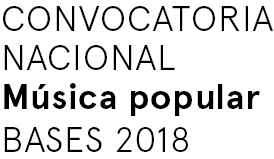 CONVOCATORIA
NACIONAL
Música popular
BASES 2018